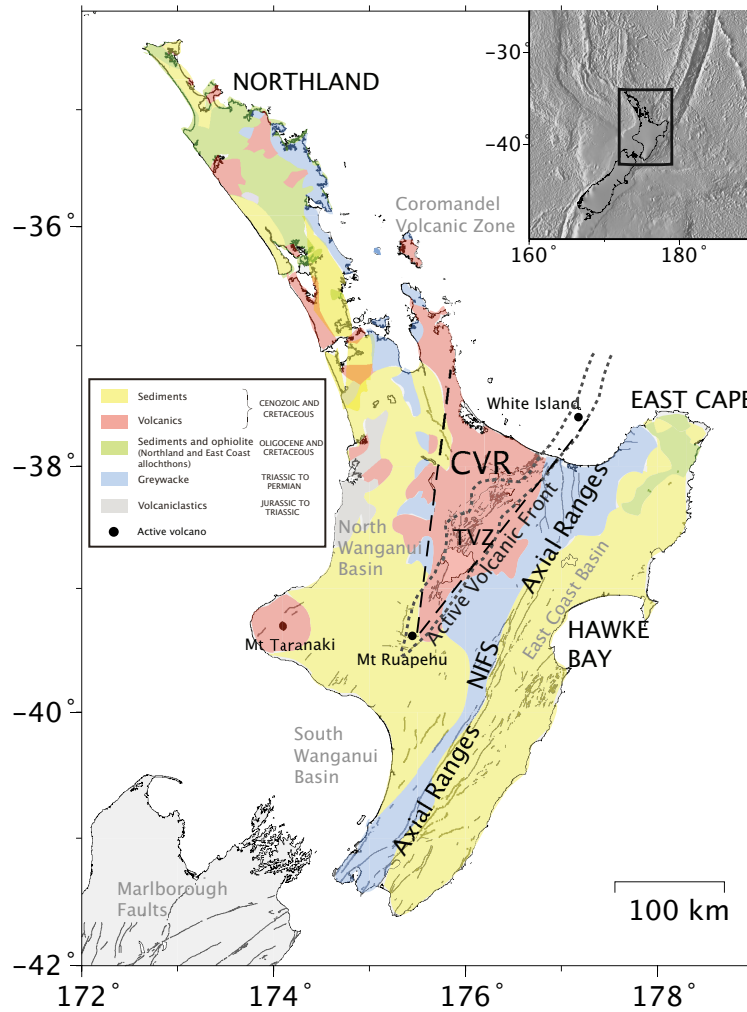 NORTHLAND
Coromandel
Volcanic Zone
-30°
-40°
160°
180°
-36°
-38°
-40°
-42°
172°
174°
176°
178°
Sediments
Volcanics
CENOZOIC AND
CRETACEOUS
Sediments and ophiolite
(Northland and East Coast
allochthons)
OLIGOCENE AND
CRETACEOUS
Greywacke
TRIASSIC TO
PERMIAN
Volcaniclastics
JURASSIC TO
TRIASSIC
Active volcano
White Island
EAST CAPE
CVR
TVZ
Active Volcanic Front
Axial Ranges
North
Wanganui
Basin
East Coast Basin
HAWKE
BAY
NIFS
Mt Taranaki
Mt Ruapehu
South
Wanganui
Basin
Axial Ranges
Marlborough
Faults
100 km